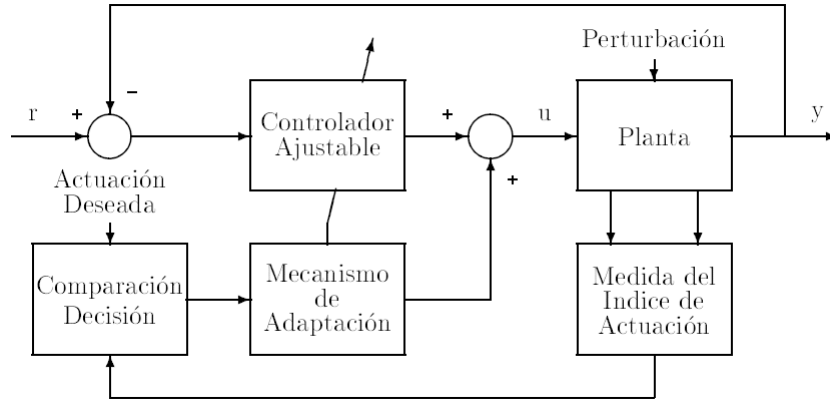 Perturbación
r
+
−
Controlador
Ajustable
+
+
u
Planta
y
Actuación
Deseada
Comparación
Decisión
Mecanismo
de
Adaptación
Medida del
Indice de
Actuación